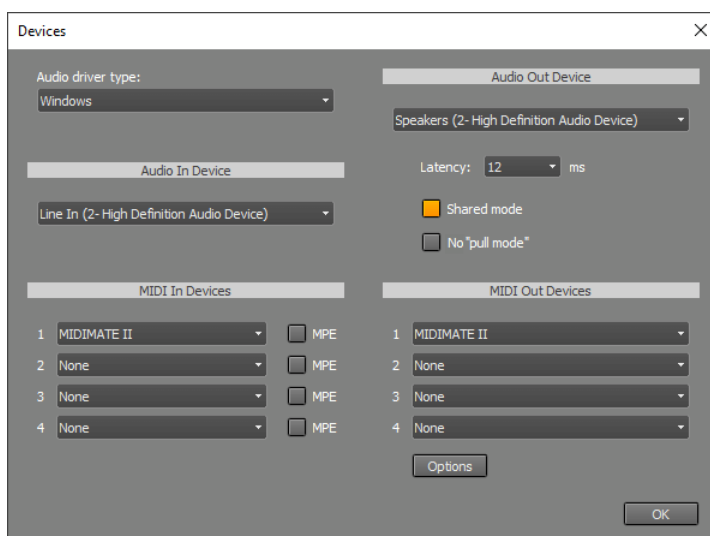 Devices
Audio driver type:
Windows
Audio In Device
Line In (2- High Definition Audio Device)
Audio Out Device
Speakers (2- High Definition Audio Device)
Latency: 12 ms
Shared mode
No "pull mode"
MIDI In Devices
1 MIDIMATE II MPE
2 None MPE
3 None MPE
4 None MPE
MIDI Out Devices
1 MIDIMATE II
2 None
3 None
4 None
Options
OK